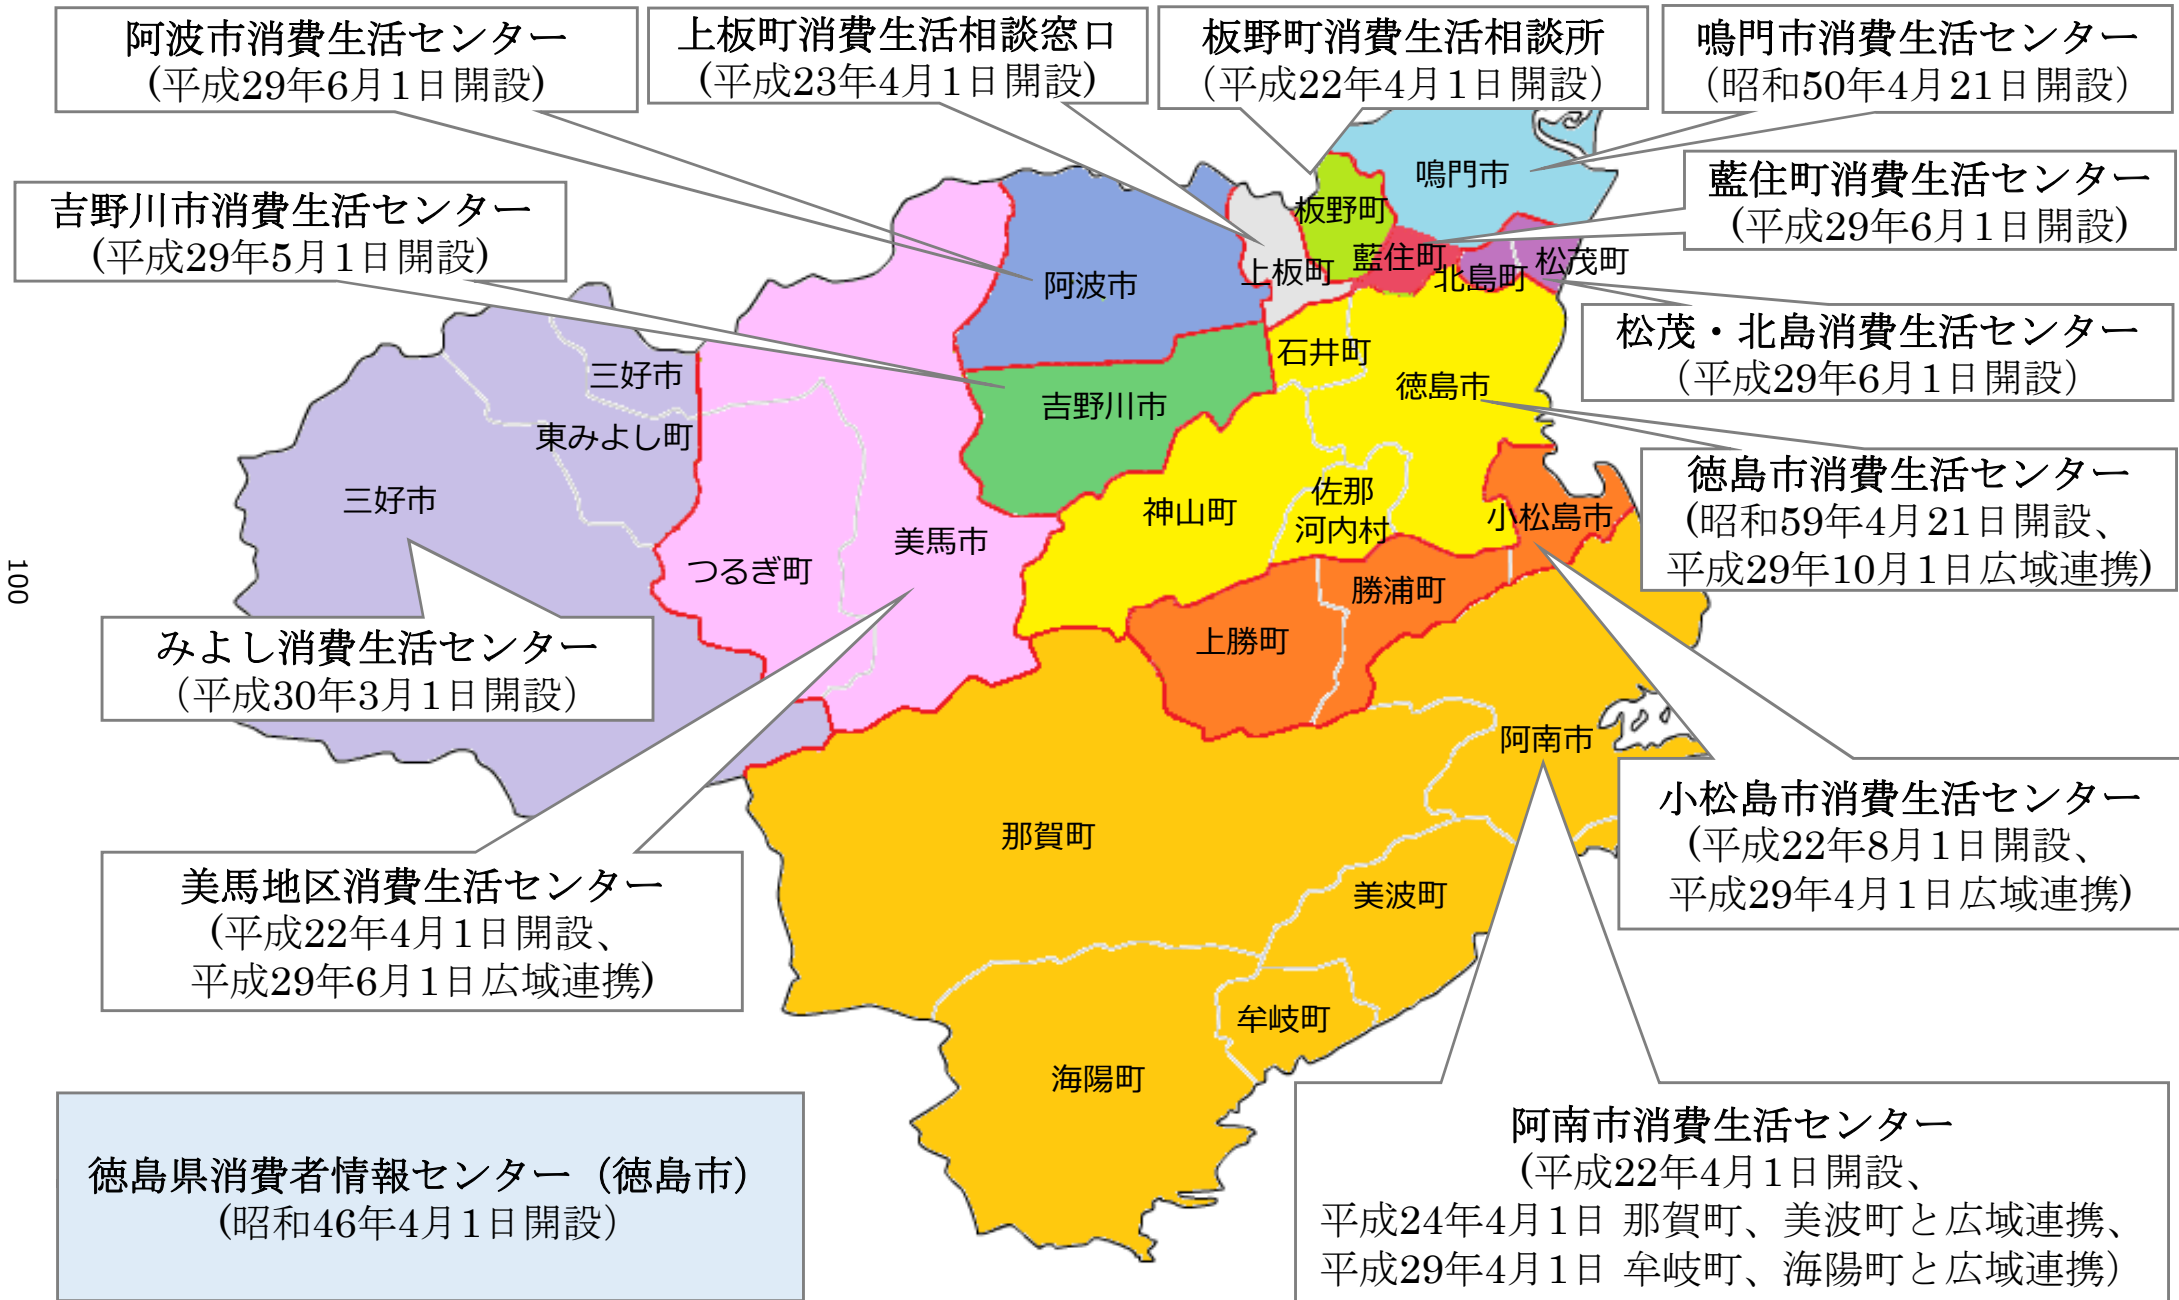 阿波市消費生活センター
(平成29年6月1日開設)
上板町消費生活相談窓口
(平成23年4月1日開設)
板野町消費生活相談所
（平成22年4月1日開設）
鳴門市消費生活センター
（昭和50年4月21日開設）
吉野川市消費生活センター
(平成29年5月1日開設)
藍住町消費生活センター
(平成29年6月1日開設)
松茂・北島消費生活センター
（平成29年6月1日開設）
徳島市消費生活センター
(昭和59年4月21日開設、
平成29年10月1日広域連携)
みよし消費生活センター
（平成30年3月1日開設）
小松島市消費生活センター
(平成22年8月1日開設、
平成29年4月1日広域連携)
美馬地区消費生活センター
(平成22年4月1日開設、
平成29年6月1日広域連携)
阿南市消費生活センター
(平成22年4月1日開設、
平成24年4月1日 那賀町、美波町と広域連携、
平成29年4月1日 牟岐町、海陽町と広域連携）
徳島県消費者情報センター（徳島市）
(昭和46年4月1日開設）
鳴門市
板野町
藍住町
上板町
北島町
松茂町
阿波市
石井町
徳島市
三好市
吉野川市
東みよし町
三好市
神山町
佐那
河内村
小松島市
美馬市
つるぎ町
勝浦町
上勝町
阿南市
那賀町
美波町
牟岐町
海陽町
100